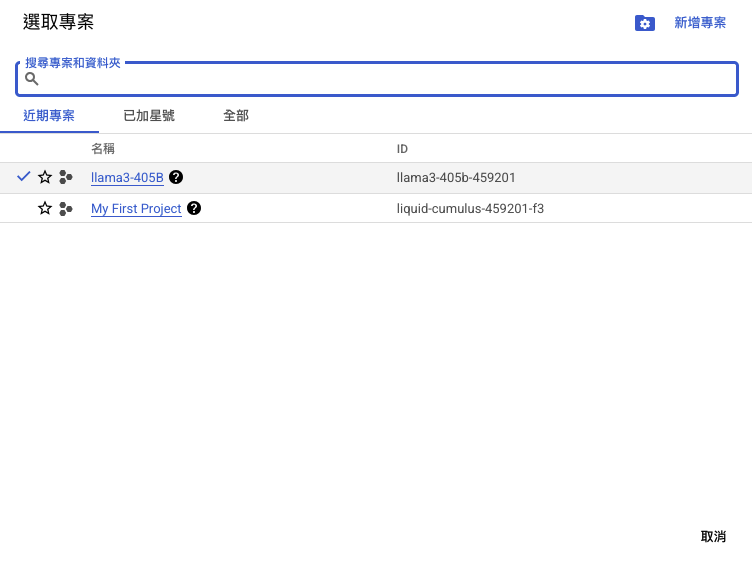 選取專案
新增專案
搜尋專案和資料夾
近期專案 已加星號 全部
名稱 ID
llama3-405B llama3-405b-459201
My First Project liquid-cumulus-459201-f3
取消